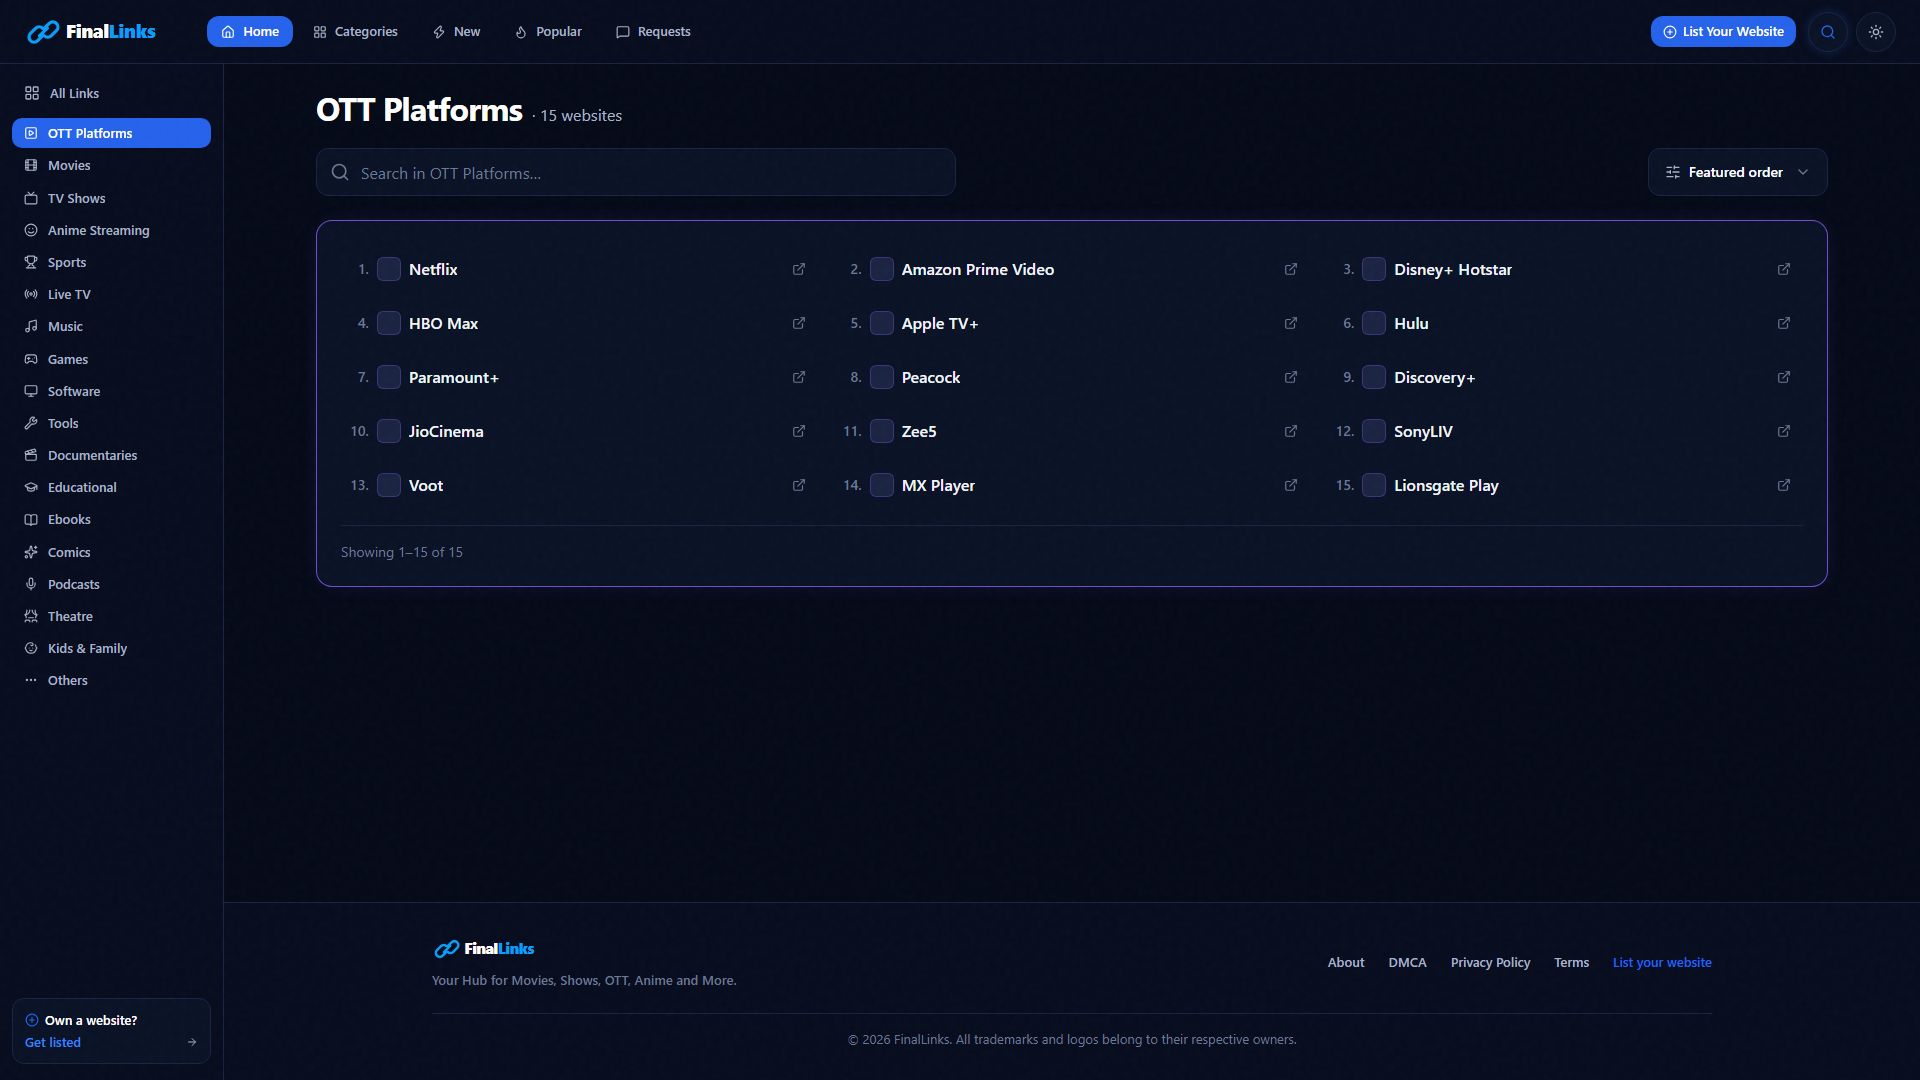 FinalLinks
Home
Categories
New
Popular
Requests
List Your Website
All Links
OTT Platforms
Movies
TV Shows
Anime Streaming
Sports
Live TV
Music
Games
Software
Tools
Documentaries
Educational
Ebooks
Comics
Podcasts
Theatre
Kids & Family
Others
Own a website?
Get listed
OTT Platforms · 15 websites
Search in OTT Platforms...
Featured order
1. Netflix
2. Amazon Prime Video
3. Disney+ Hotstar
4. HBO Max
5. Apple TV+
6. Hulu
7. Paramount+
8. Peacock
9. Discovery+
10. JioCinema
11. Zee5
12. SonyLIV
13. Voot
14. MX Player
15. Lionsgate Play
Showing 1–15 of 15
FinalLinks
Your Hub for Movies, Shows, OTT, Anime and More.
About
DMCA
Privacy Policy
Terms
List your website
© 2026 FinalLinks. All trademarks and logos belong to their respective owners.